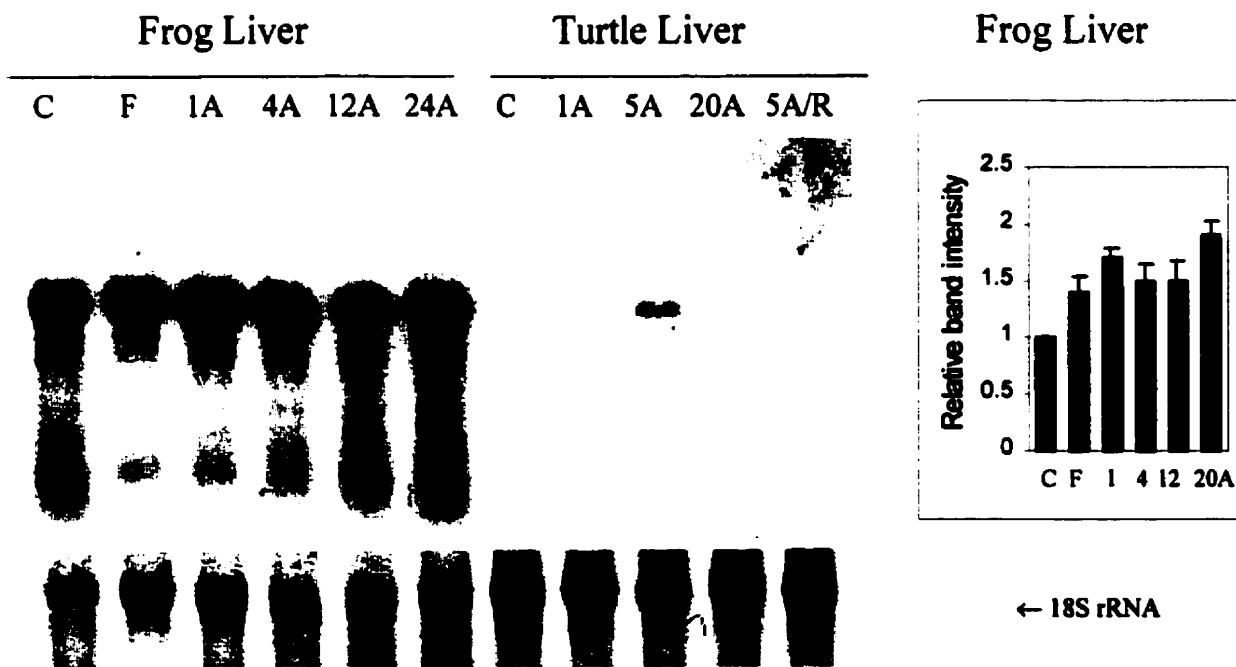 Frog Liver Turtle Liver Frog Liver
C F 1A 4A 12A 24A C 1A 5A 20A 5A/R
Relative band intensity
2.5
2
1.5
1
0.5
0
C F 1 4 12 20A
← 18S rRNA